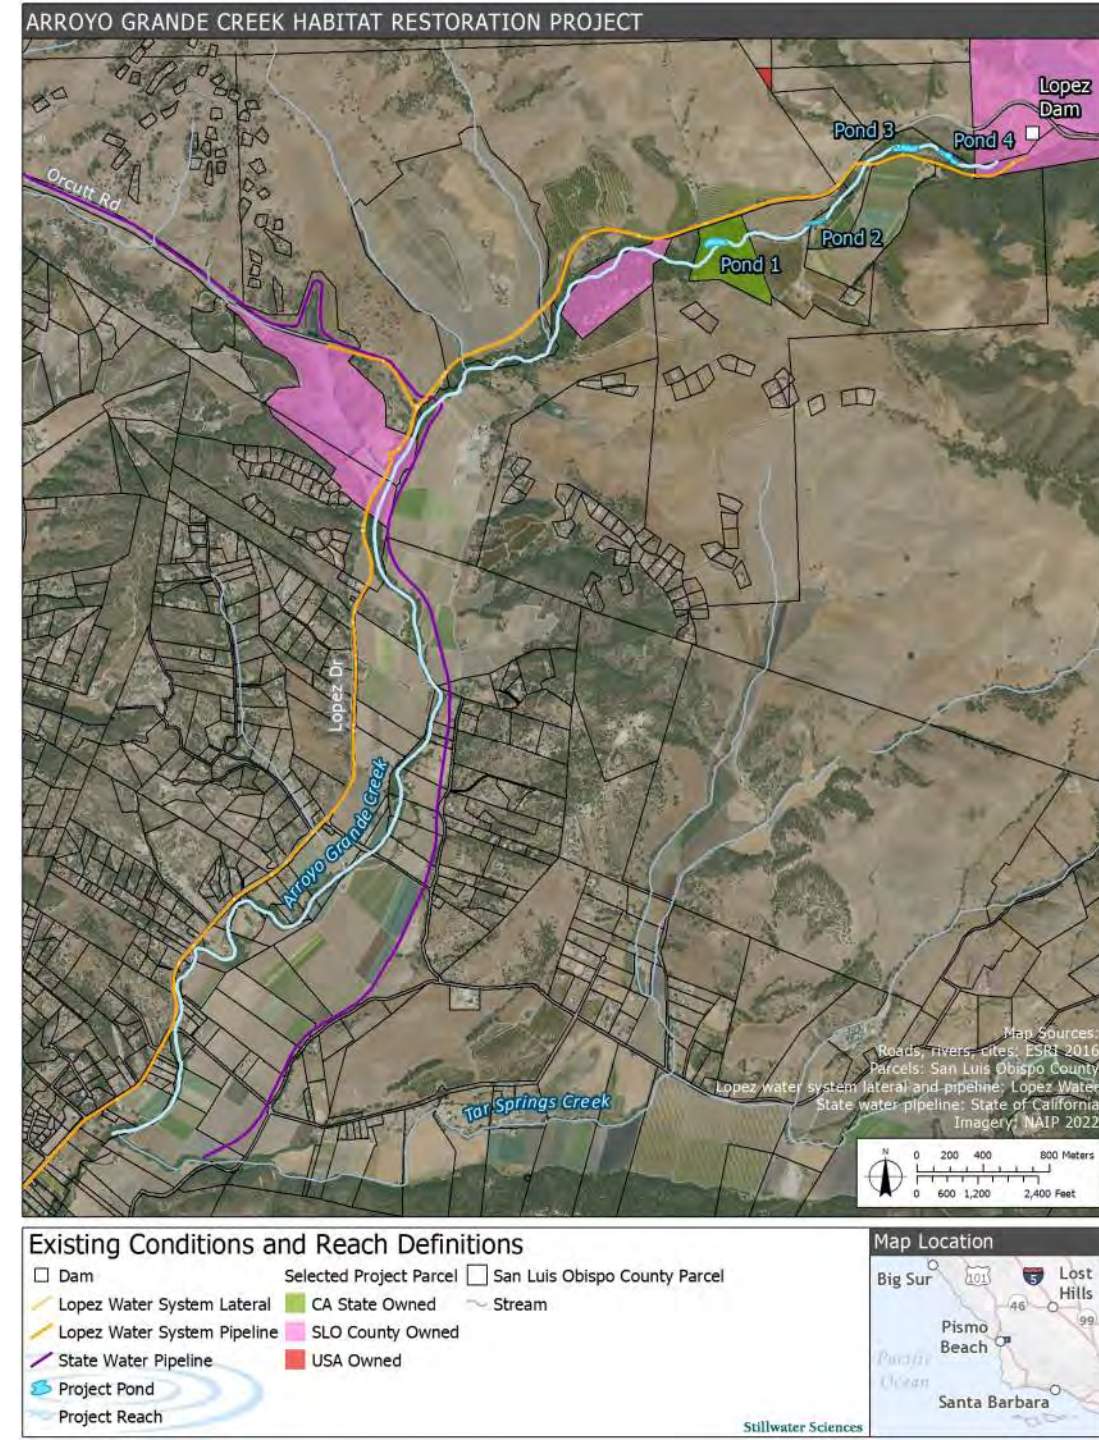 ARROYO GRANDE CREEK HABITAT RESTORATION PROJECT
Lopez
Dam
Pond 3
Pond 4
Orcutt Rd
Pond 2
Pond 1
Lopez Dr
Arroyo Grande Creek
Tar Springs Creek
Map Sources:
Roads, rivers, cites: ESRI 2016
Parcels: San Luis Obispo County
Lopez water system lateral and pipeline: Lopez Water
State water pipeline: State of California
Imagery: NAIP 2022
N
0 200 400 800 Meters
0 600 1,200 2,400 Feet
Existing Conditions and Reach Definitions
Dam
Lopez Water System Lateral
Lopez Water System Pipeline
State Water Pipeline
Project Pond
Project Reach
Selected Project Parcel
CA State Owned
SLO County Owned
USA Owned
San Luis Obispo County Parcel
Stream
Stillwater Sciences
Map Location
Big Sur
101
5
Lost
Hills
46
99
Pismo
Beach
Pacific
Ocean
Santa Barbara